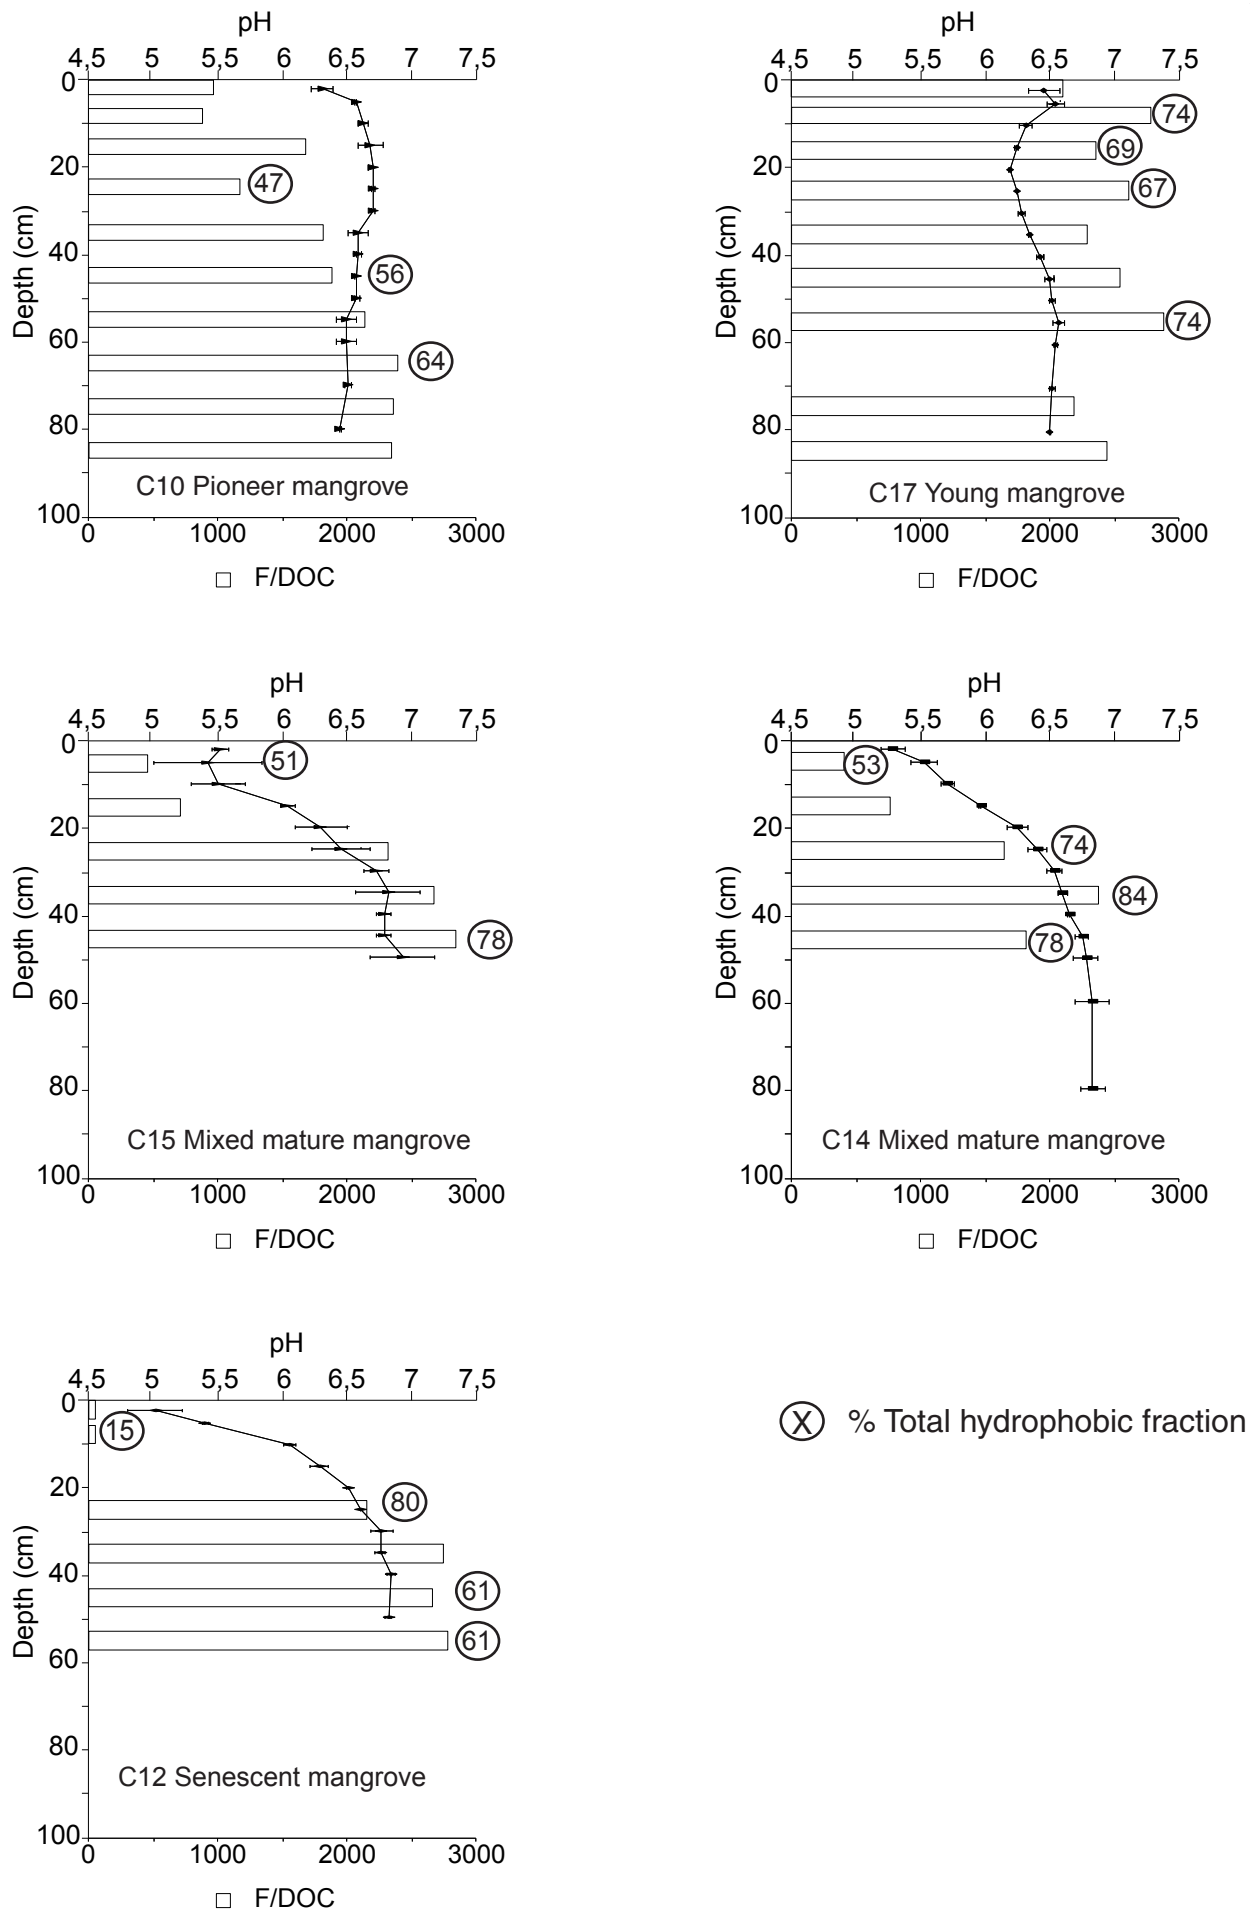 pH
4,5 5 5,5 6 6,5 7 7,5
0
20
40
60
80
100
Depth (cm)
47
56
64
C10 Pioneer mangrove
0 1000 2000 3000
F/DOC
pH
4,5 5 5,5 6 6,5 7 7,5
0
20
40
60
80
100
Depth (cm)
74
69
67
74
C17 Young mangrove
0 1000 2000 3000
F/DOC
pH
4,5 5 5,5 6 6,5 7 7,5
0
20
40
60
80
100
Depth (cm)
51
78
C15 Mixed mature mangrove
0 1000 2000 3000
F/DOC
pH
4,5 5 5,5 6 6,5 7 7,5
0
20
40
60
80
100
Depth (cm)
53
74
84
78
C14 Mixed mature mangrove
0 1000 2000 3000
F/DOC
pH
4,5 5 5,5 6 6,5 7 7,5
0
20
40
60
80
100
Depth (cm)
15
80
61
61
C12 Senescent mangrove
0 1000 2000 3000
F/DOC
X % Total hydrophobic fraction